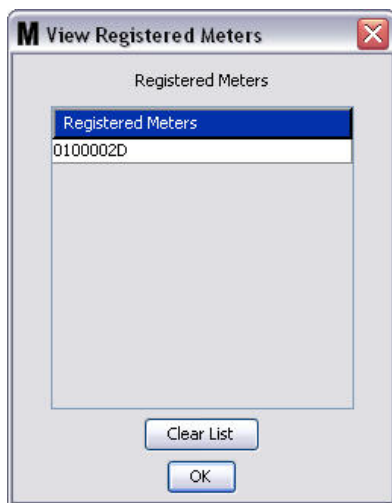 M View Registered Meters
Registered Meters
Registered Meters
0100002D
Clear List
OK